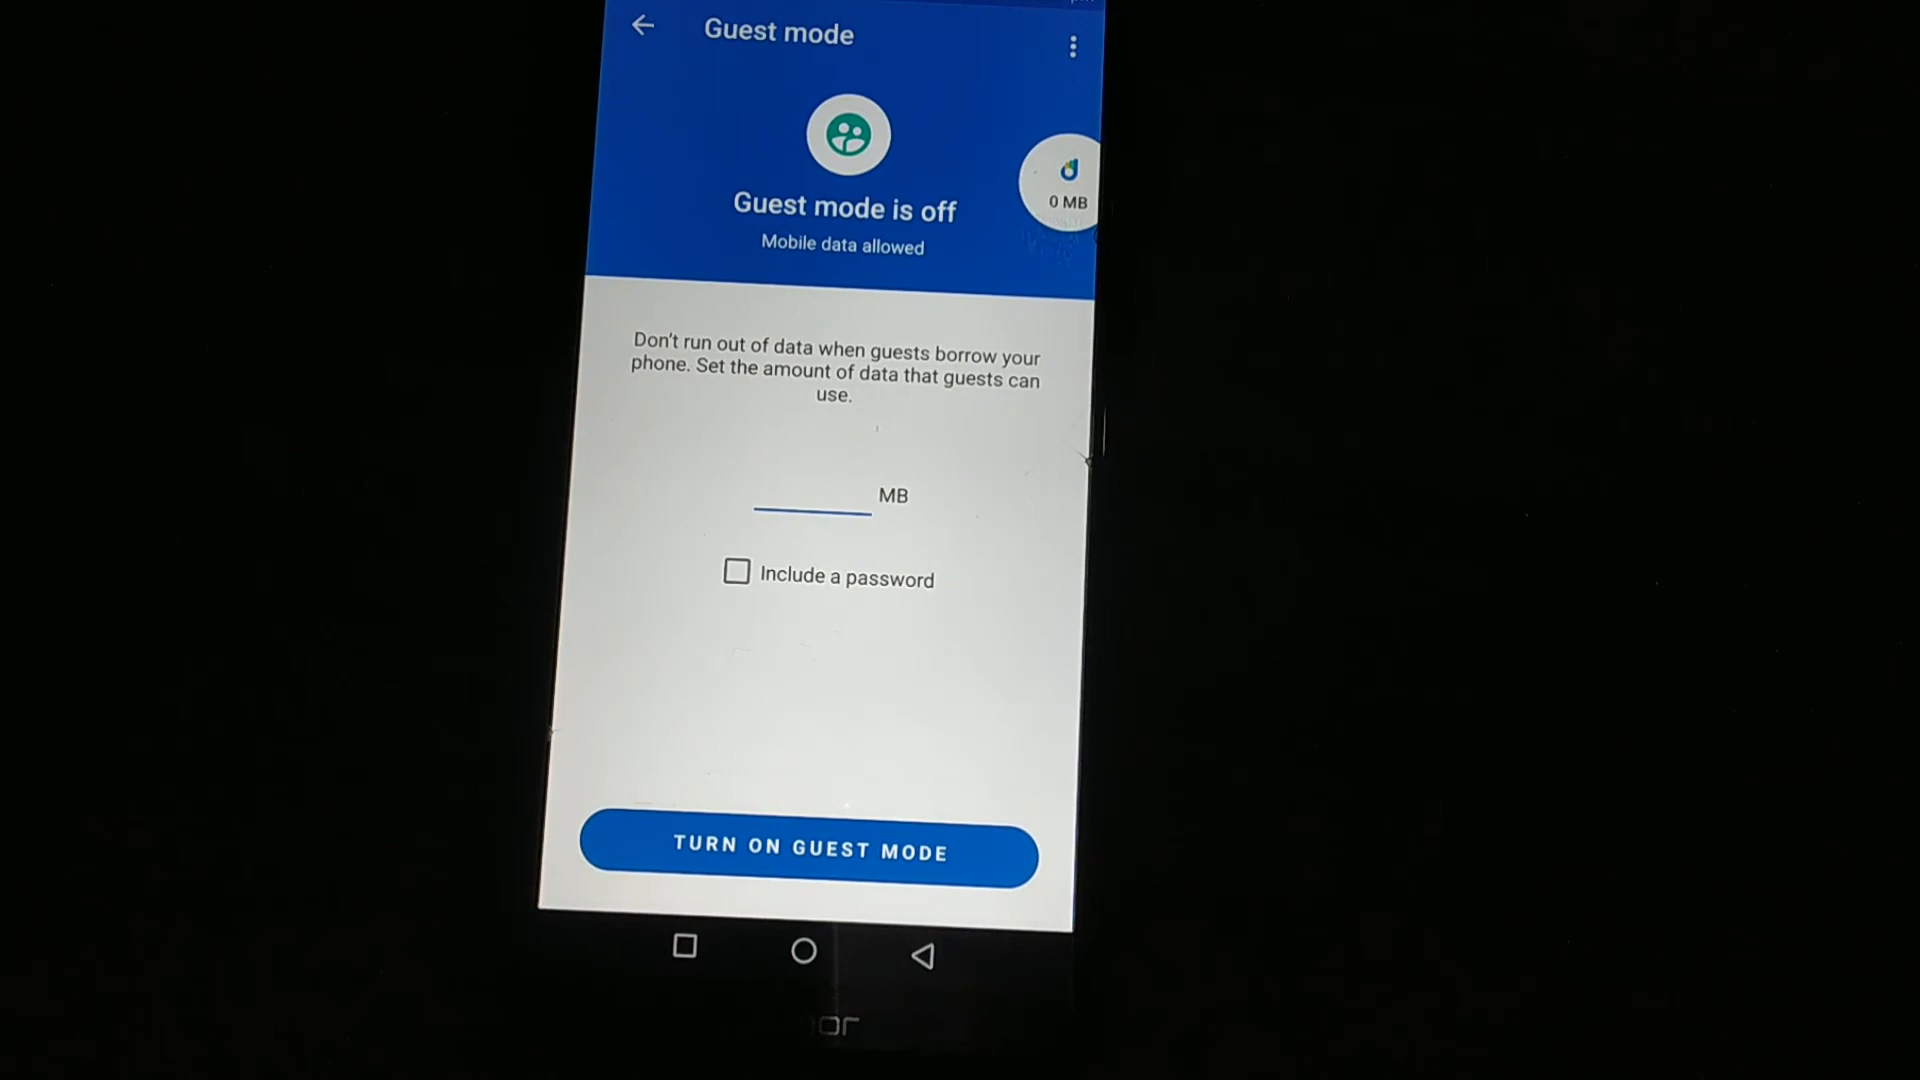 Guest mode
0 MB
Guest mode is off
Mobile data allowed
Don't run out of data when guests borrow your
phone. Set the amount of data that guests can
use.
MB
Include a password
TURN ON GUEST MODE